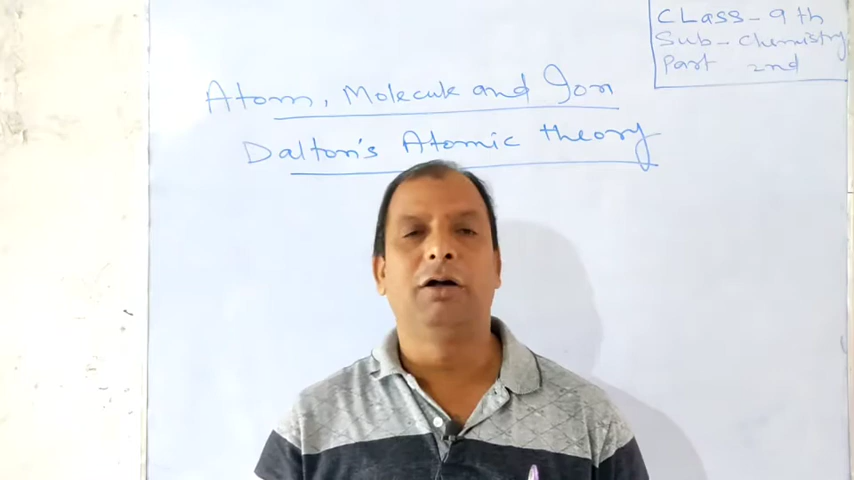 Class - 9th
Sub - Chemistry
Part 2nd
Atom, Molecule and Ion
Dalton's Atomic theory